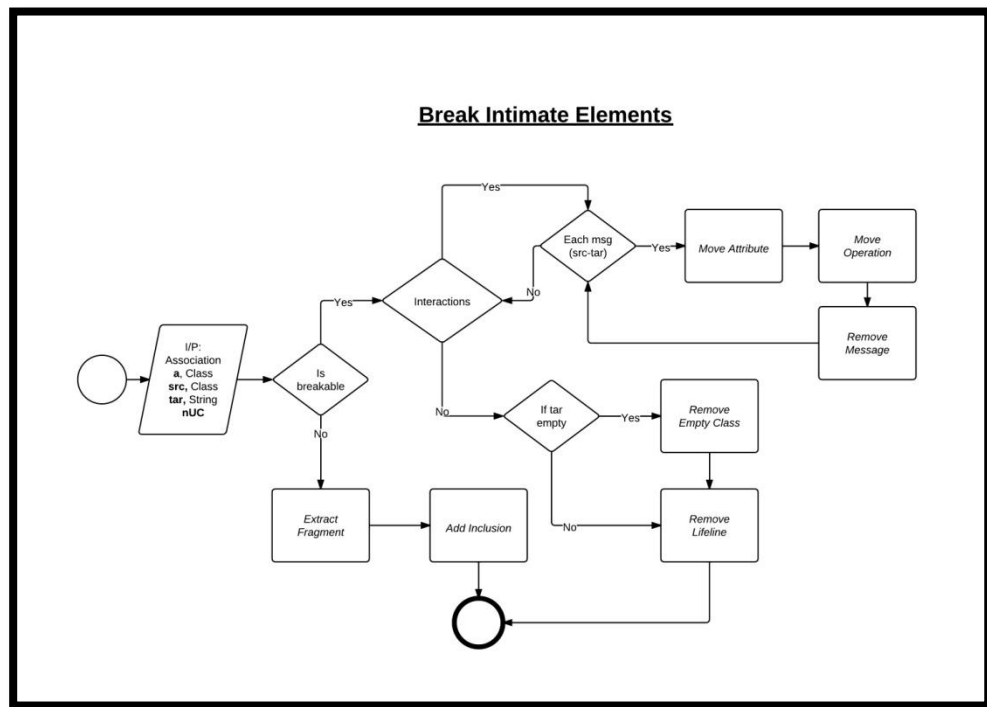 Break Intimate Elements
Yes
Each msg
(src-tar)
Yes
Move Attribute
Move
Operation
No
Interactions
Yes
Remove
Message
I/P:
Association
a, Class
src, Class
tar, String
nUC
Is
breakable
No
If tar
empty
Yes
Remove
Empty Class
No
Extract
Fragment
Add Inclusion
No
Remove
Lifeline